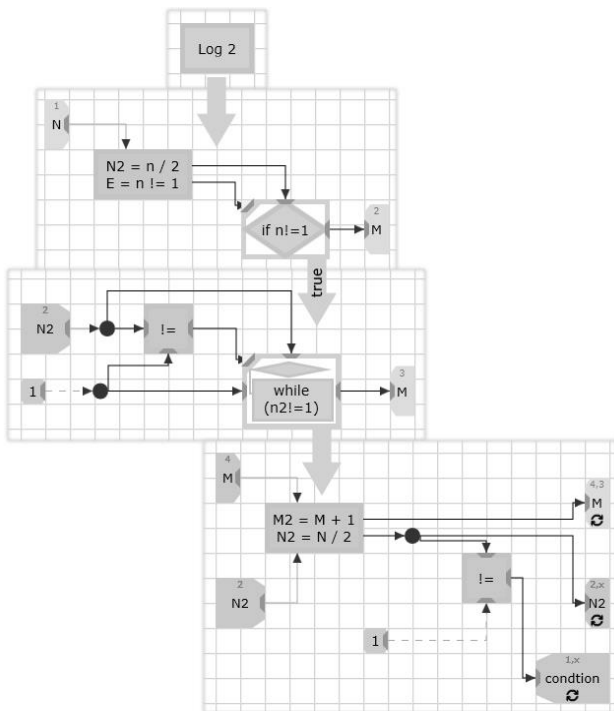 Log 2
1
N
N2 = n / 2
E = n != 1
if n!=1
2
M
true
2
N2
!=
1
while
(n2!=1)
3
M
4
M
M2 = M + 1
N2 = N / 2
4,3
M
!=
2
N2
2,x
N2
1
1,x
condtion